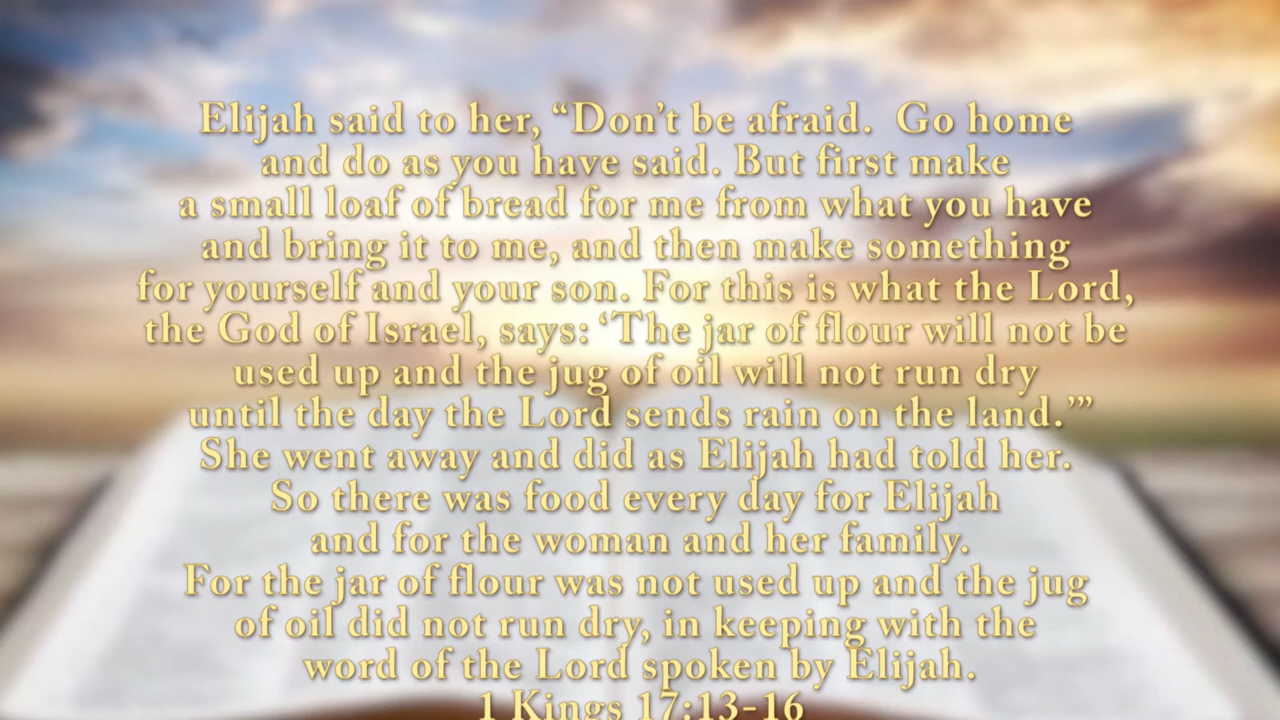 Elijah said to her, “Don’t be afraid.  Go home
and do as you have said. But first make
a small loaf of bread for me from what you have
and bring it to me, and then make something
for yourself and your son. For this is what the Lord,
the God of Israel, says: ‘The jar of flour will not be
used up and the jug of oil will not run dry
until the day the Lord sends rain on the land.’”
She went away and did as Elijah had told her.
So there was food every day for Elijah
and for the woman and her family.
For the jar of flour was not used up and the jug
of oil did not run dry, in keeping with the
word of the Lord spoken by Elijah.
1 Kings 17:13-16